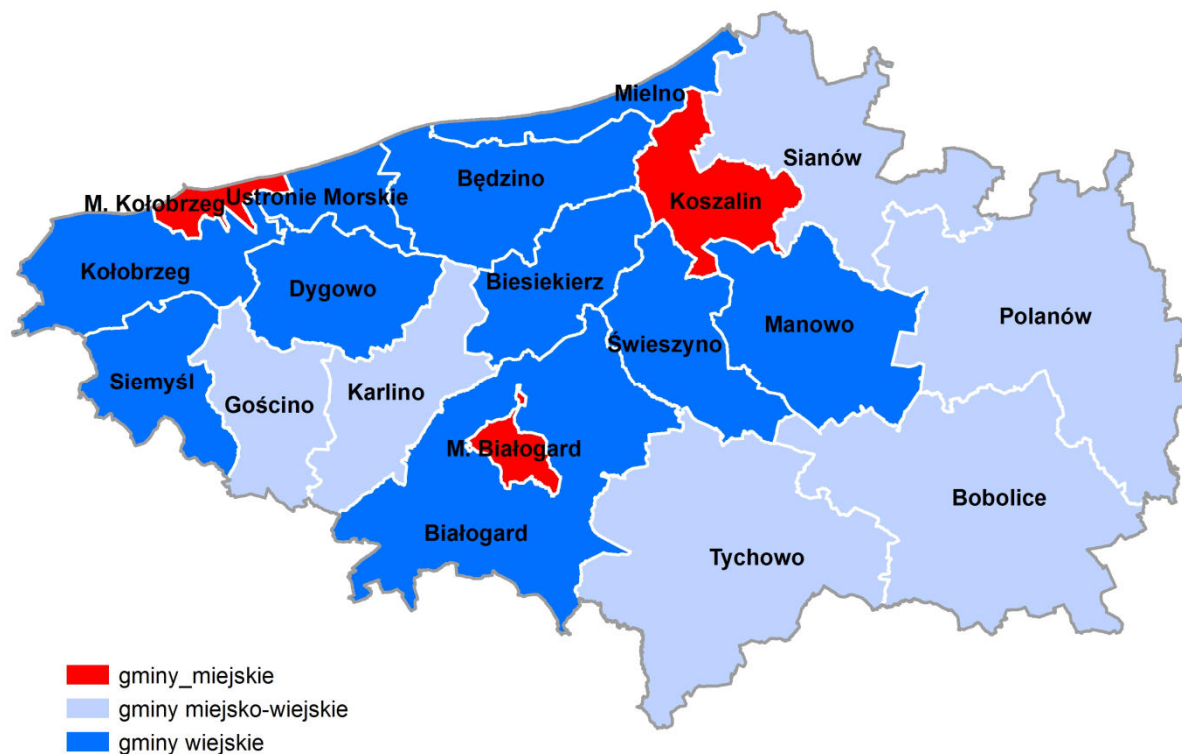 Mielno
Sianów
Będzino
M. Kołobrzeg
Ustronie Morskie
Koszalin
Kołobrzeg
Dygowo
Biesiekierz
Polanów
Manowo
Świeszyno
Siemyśl
Gościno
Karlino
M. Białogard
Bobolice
Białogard
Tychowo
gminy_miejskie
gminy miejsko-wiejskie
gminy wiejskie